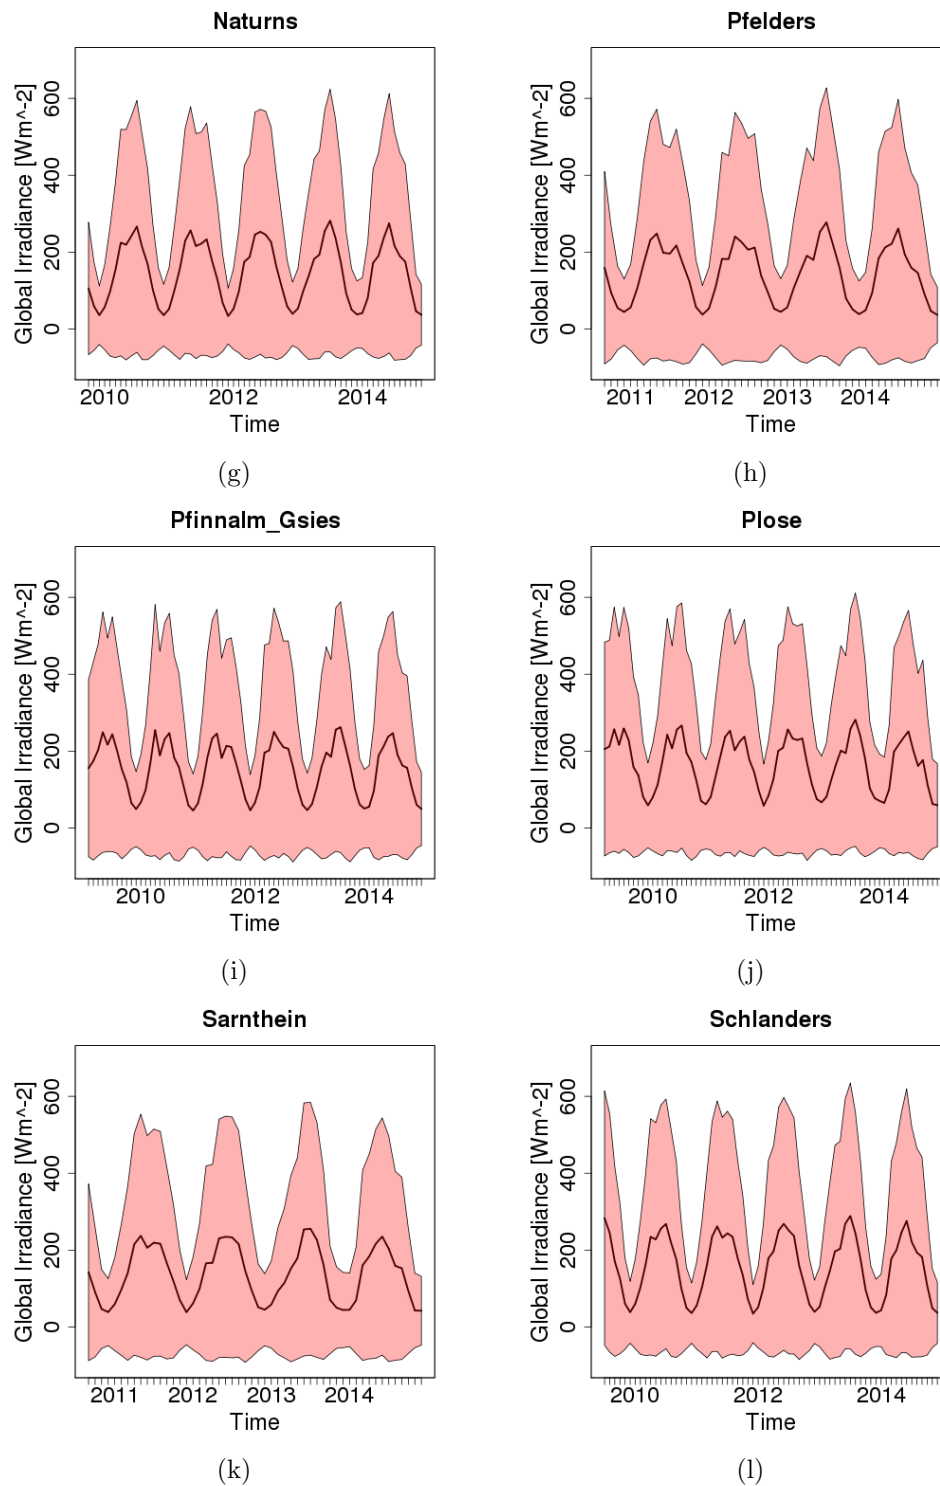 Naturns
Pfelders
Global Irradiance [Wm^-2]
0 200 400 600
2010 2012 2014
Time
Global Irradiance [Wm^-2]
0 200 400 600
2011 2012 2013 2014
Time
(g)
(h)
Pfinnalm_Gsies
Plose
Global Irradiance [Wm^-2]
0 200 400 600
2010 2012 2014
Time
Global Irradiance [Wm^-2]
0 200 400 600
2010 2012 2014
Time
(i)
(j)
Sarnthein
Schlanders
Global Irradiance [Wm^-2]
0 200 400 600
2011 2012 2013 2014
Time
Global Irradiance [Wm^-2]
0 200 400 600
2010 2012 2014
Time
(k)
(l)